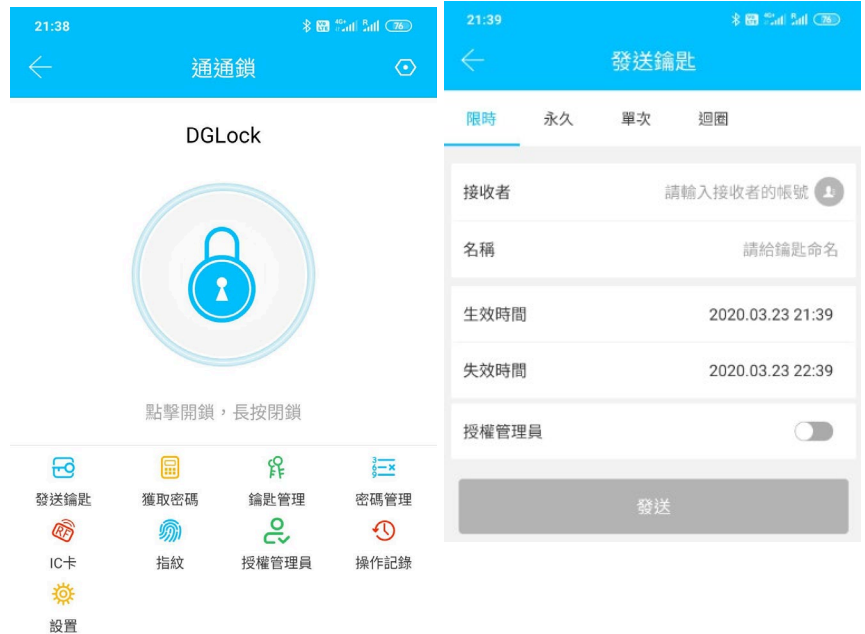 21:38
4G+ R 76
通通鎖
DGLock
點擊開鎖，長按閉鎖
發送鑰匙 獲取密碼 鑰匙管理 密碼管理
IC卡 指紋 授權管理員 操作記錄
設置
21:39
4G+ R 76
發送鑰匙
限時 永久 單次 迴圈
接收者 請輸入接收者的帳號
名稱 請給鑰匙命名
生效時間 2020.03.23 21:39
失效時間 2020.03.23 22:39
授權管理員
發送